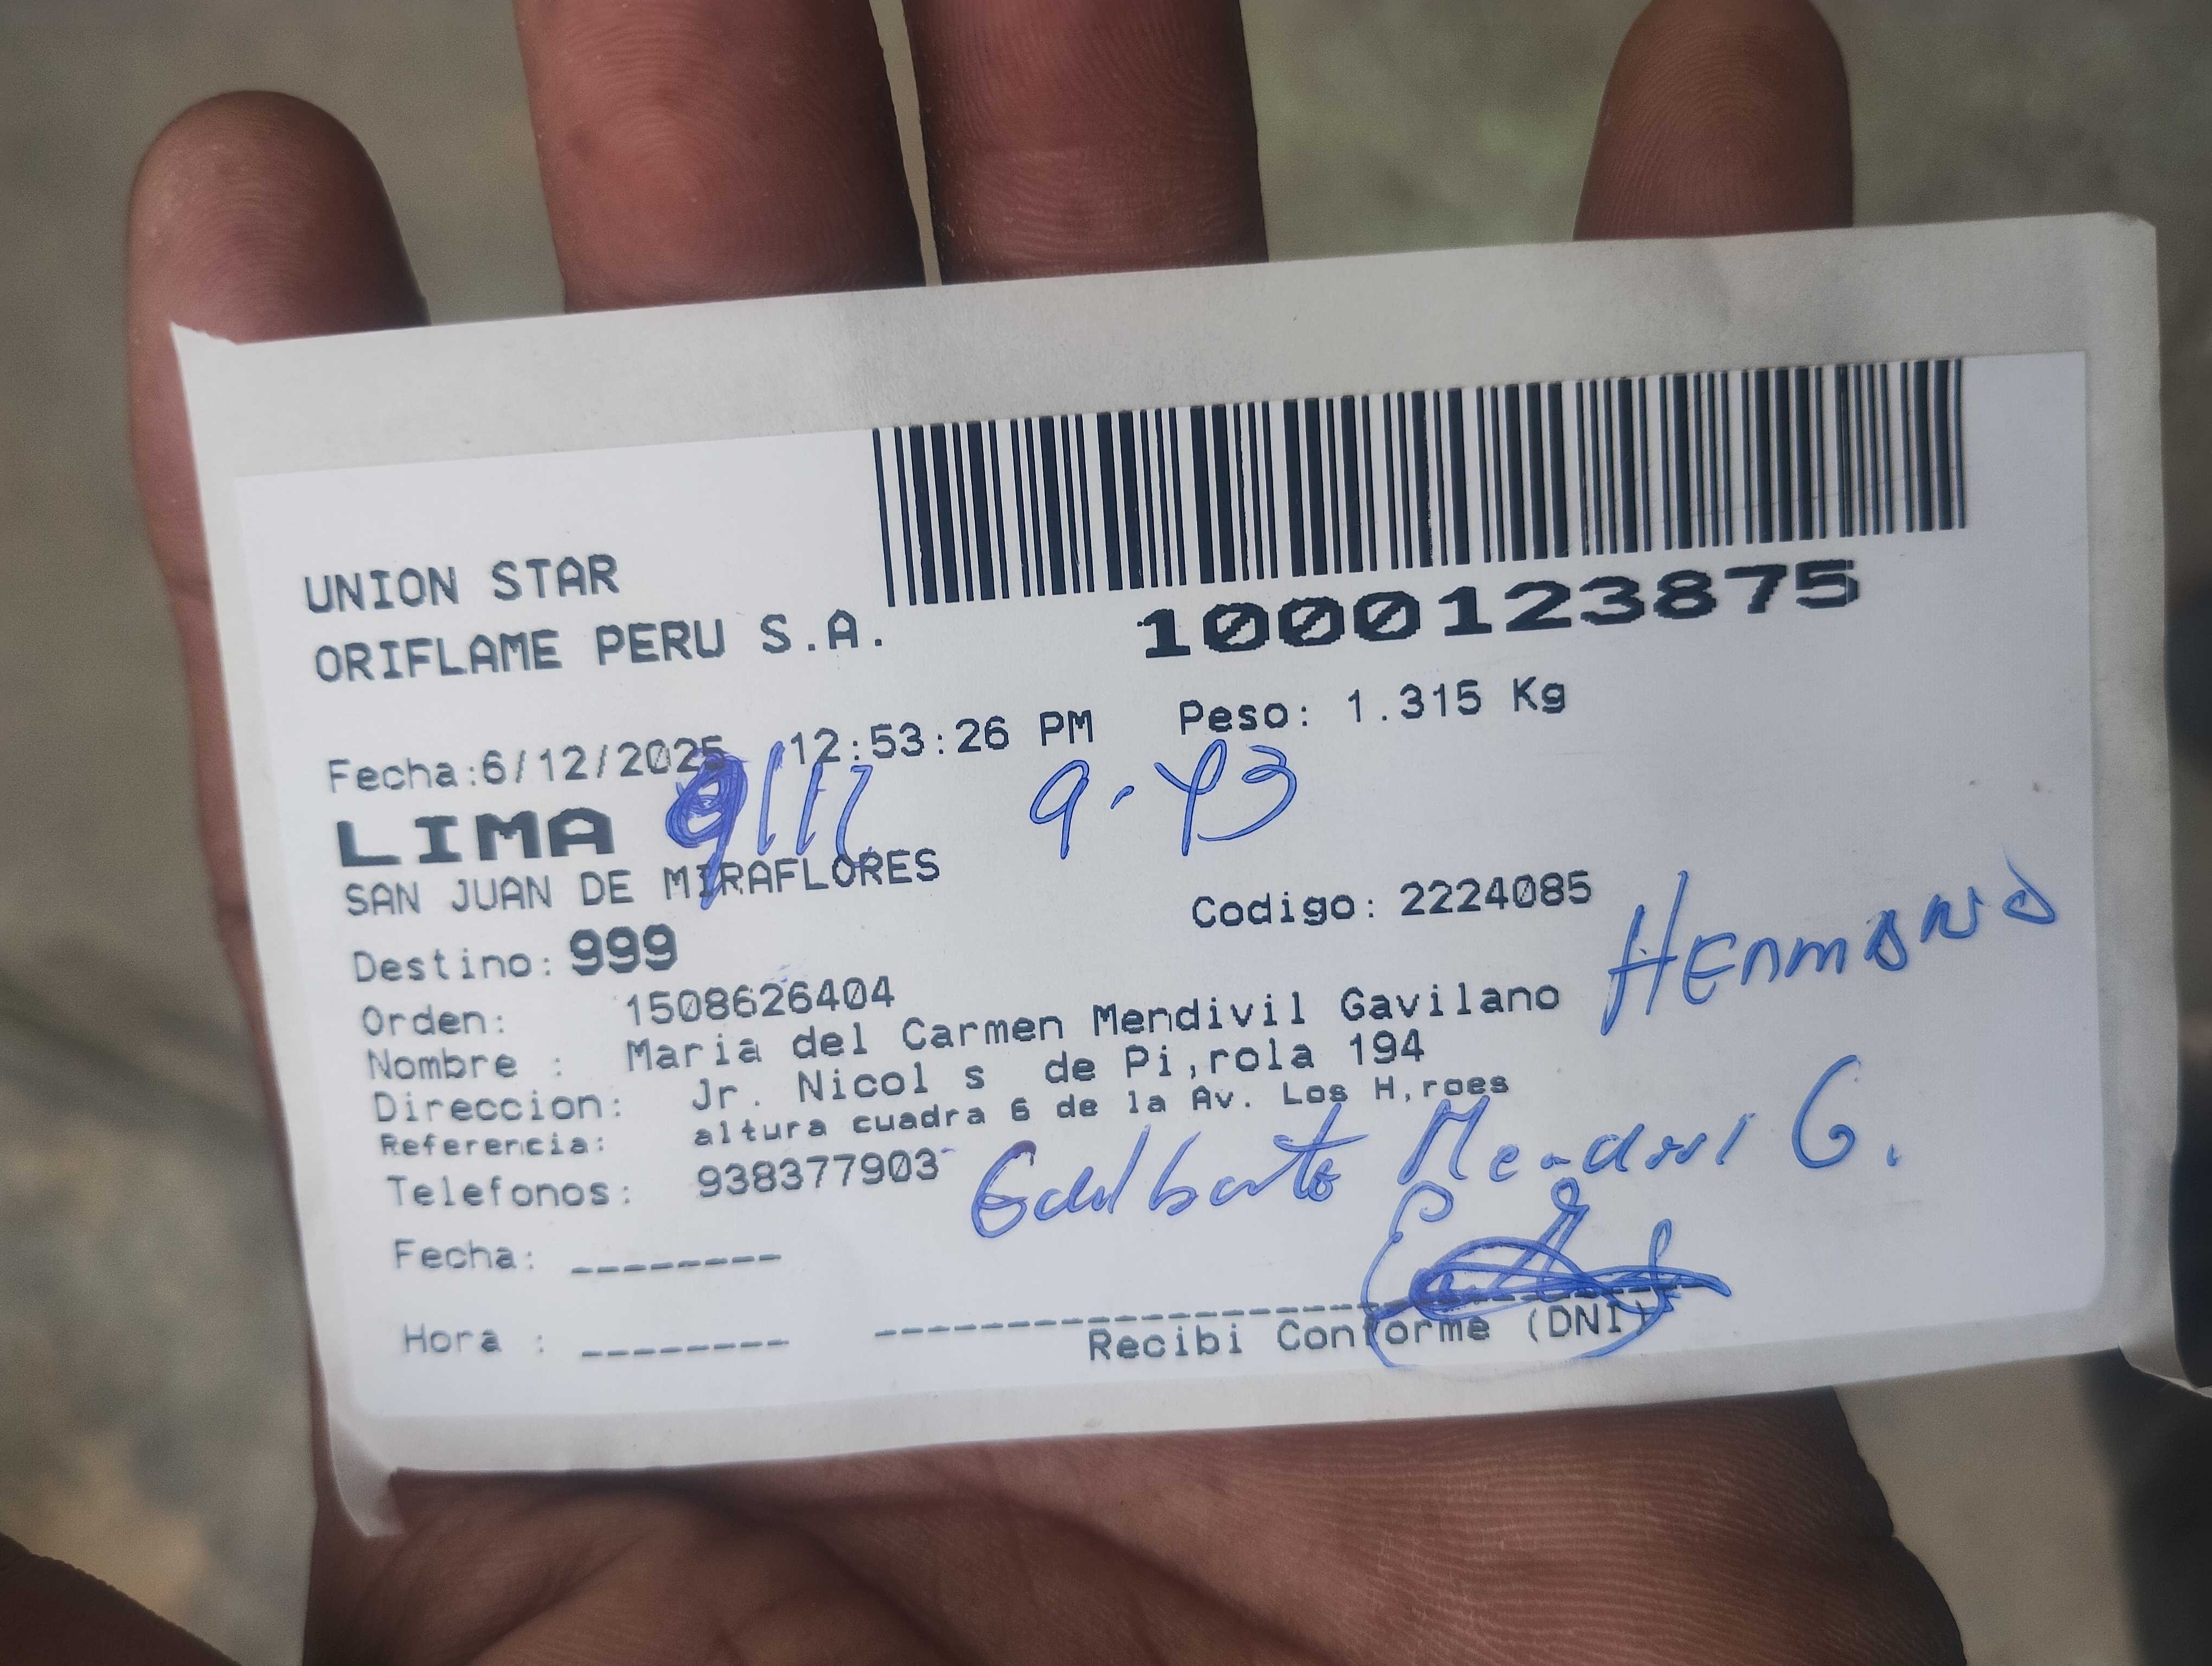 UNION STAR
ORIFLAME PERU S.A.
1000123875
Fecha:6/12/2025 12:53:26 PM Peso: 1.315 Kg
9/12 9-43
LIMA
SAN JUAN DE MIRAFLORES
Codigo: 2224085
Destino: 999
Hermano
Orden: 1508626404
Nombre : Maria del Carmen Mendivil Gavilano
Direccion: Jr. Nicol s de Pi,rola 194
Referencia: altura cuadra 6 de la Av. Los H,roes
Telefonos: 938377903
Edilberto Mendivil G.
Fecha: --------
Hora : --------
Recibi Conforme (DNI)